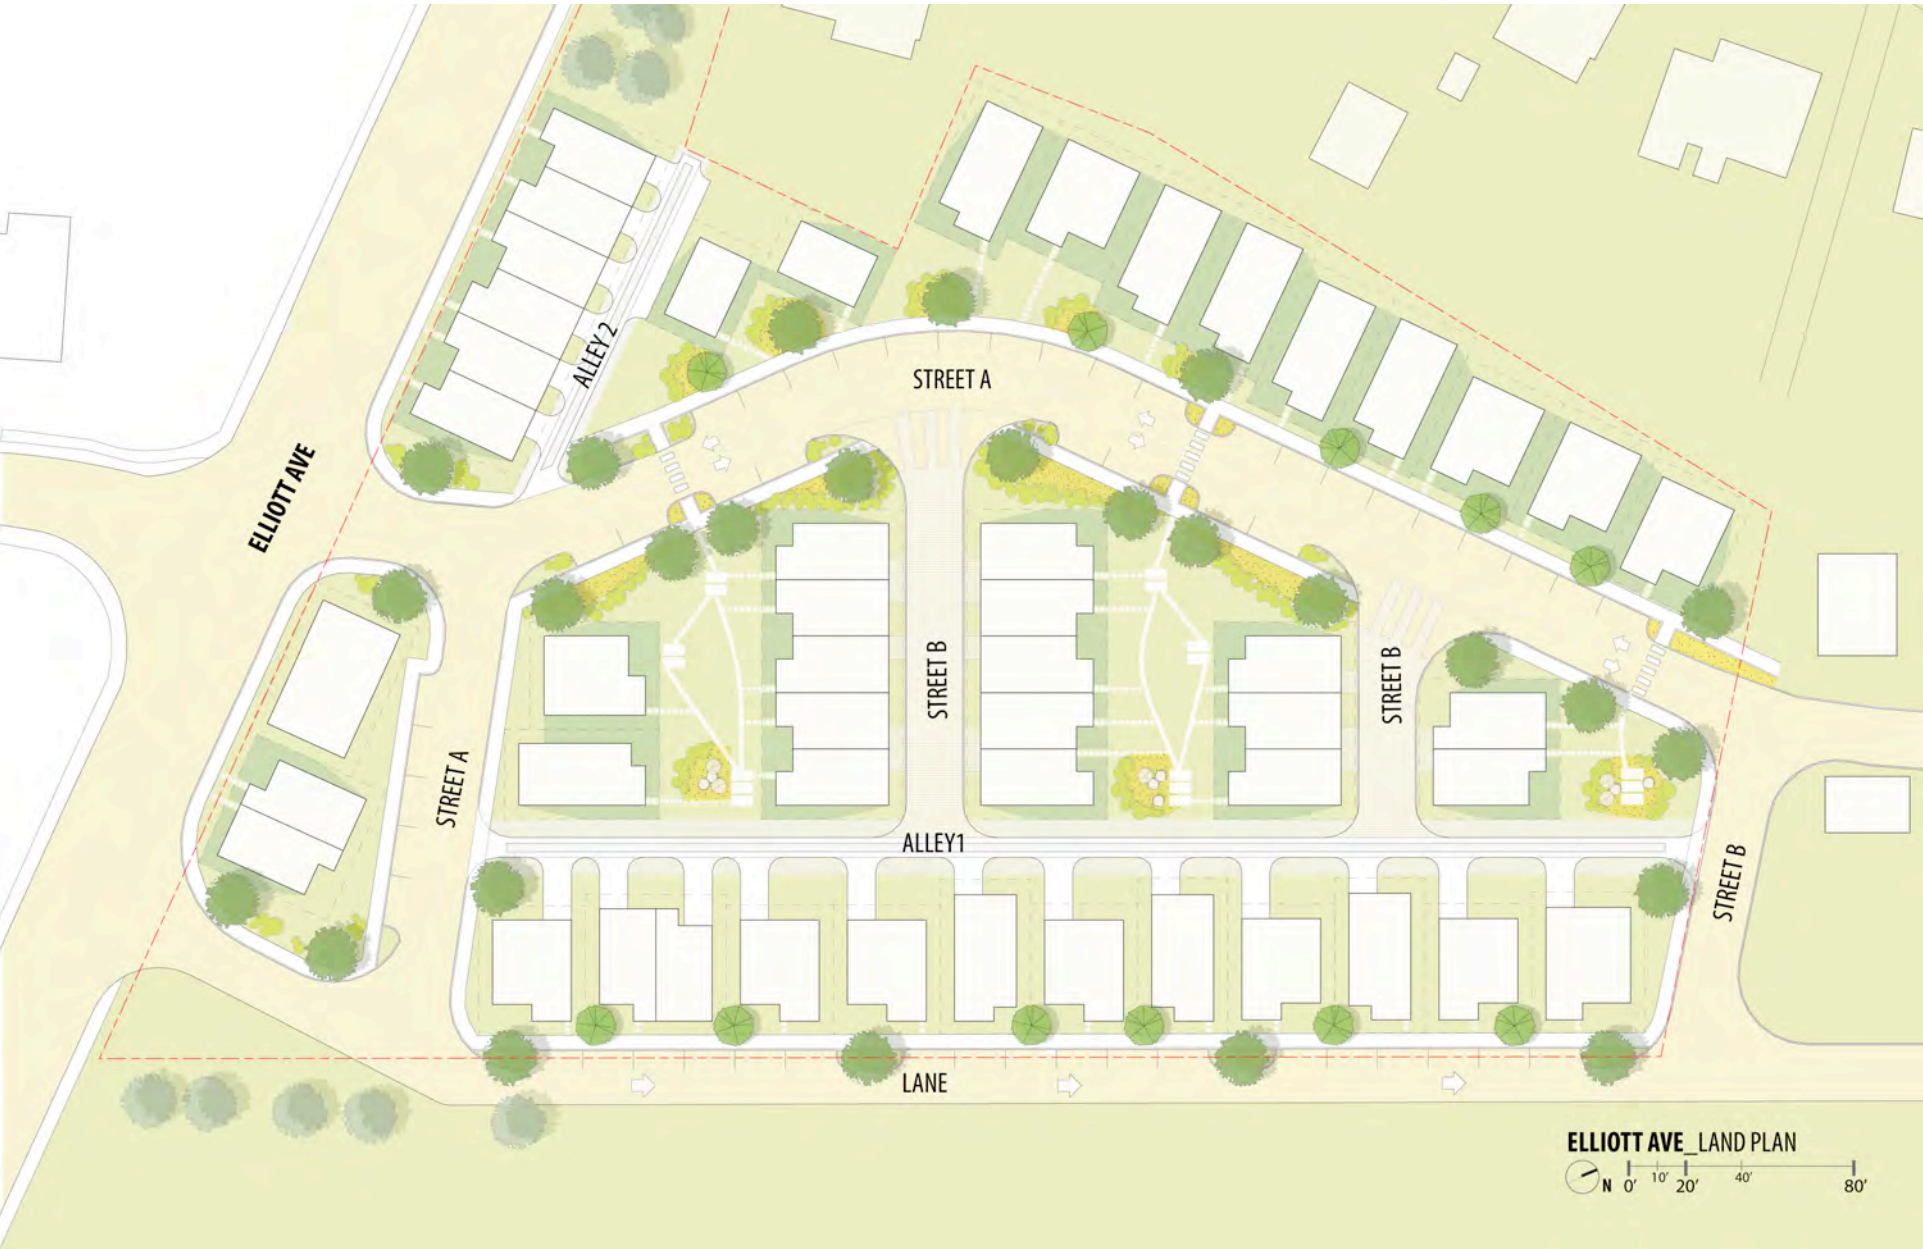 ALLEY 2
STREET A
ELLIOTT AVE
STREET B
STREET B
STREET A
ALLEY1
STREET B
LANE
ELLIOTT AVE_LAND PLAN
N 0' 10' 20' 40' 80'